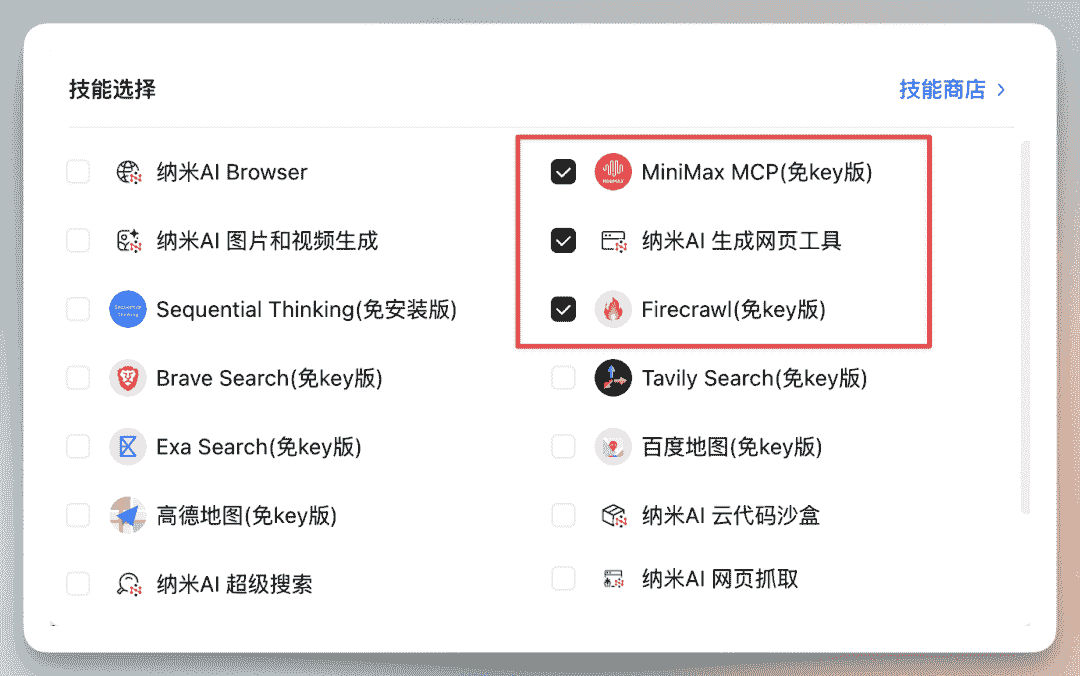 技能选择
技能商店 >
纳米AI Browser
MiniMax MCP(免key版)
纳米AI 图片和视频生成
纳米AI 生成网页工具
Sequential Thinking(免安装版)
Firecrawl(免key版)
Brave Search(免key版)
Tavily Search(免key版)
Exa Search(免key版)
百度地图(免key版)
高德地图(免key版)
纳米AI 云代码沙盒
纳米AI 超级搜索
纳米AI 网页抓取